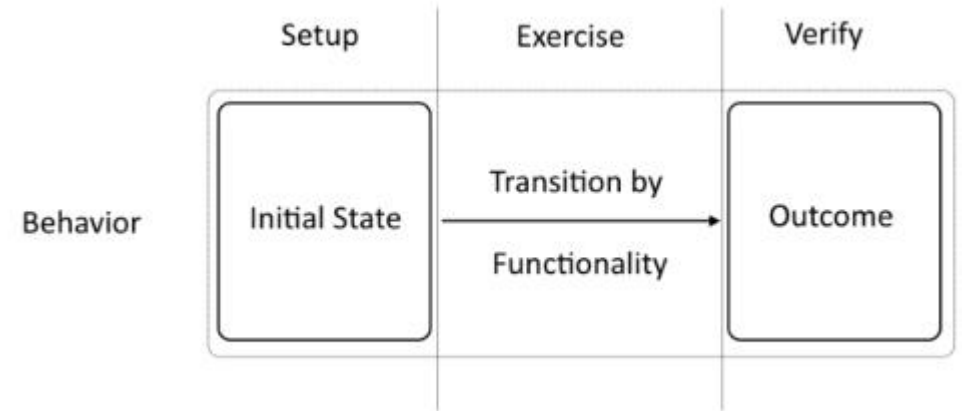 Setup
Exercise
Verify
Behavior
Initial State
Transition by
Functionality
Outcome